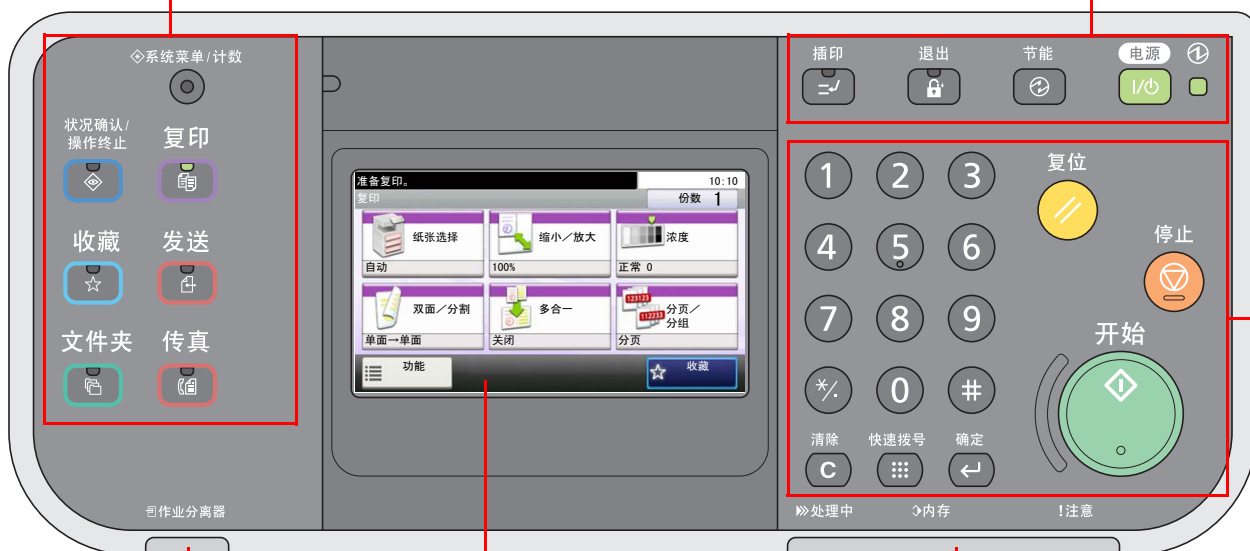 系统菜单/计数
状况确认/
操作终止
复印
收藏
发送
文件夹
传真
作业分离器
准备复印。
10:10
复印
份数 1
纸张选择
自动
缩小／放大
100%
浓度
正常 0
双面／分割
单面→单面
多合一
关闭
123123
112233
分页／
分组
分页
功能
收藏
插印
退出
节能
电源
I/⏻
1
2
3
复位
4
5
6
停止
7
8
9
开始
*/.
0
#
清除
快速拨号
确定
C
处理中
内存
!注意